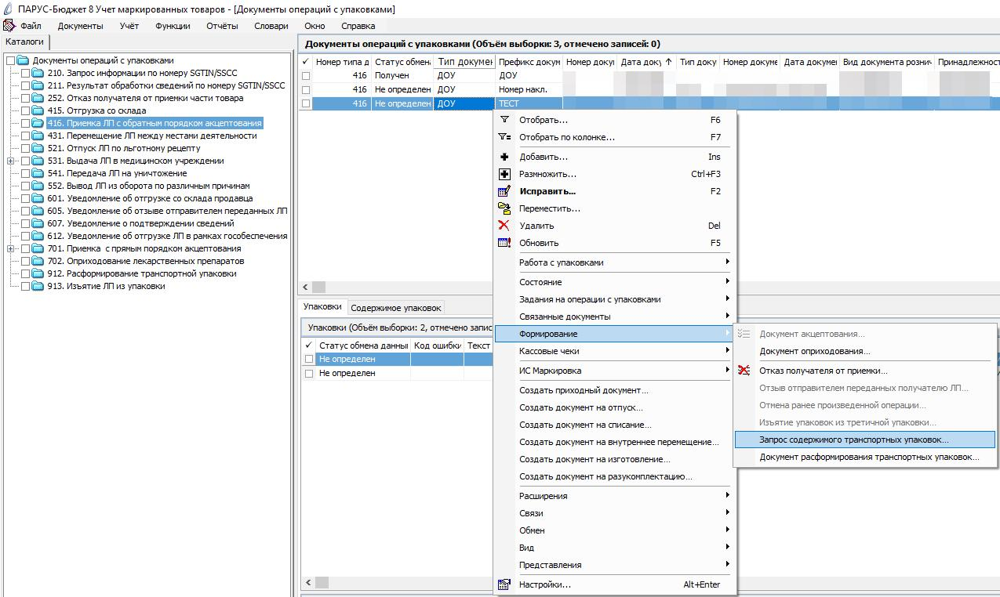 ПАРУС-Бюджет 8 Учет маркированных товаров - [Документы операций с упаковками]
Файл Документы Учёт Функции Отчёты Словари Окно Справка
Каталоги
Документы операций с упаковками
210. Запрос информации по номеру SGTIN/SSCC
211. Результат обработки сведений по номеру SGTIN/SSCC
252. Отказ получателя от приемки части товара
415. Отгрузка со склада
416. Приемка ЛП с обратным порядком акцептования
431. Перемещение ЛП между местами деятельности
521. Отпуск ЛП по льготному рецепту
531. Выдача ЛП в медицинском учреждении
541. Передача ЛП на уничтожение
552. Вывод ЛП из оборота по различным причинам
601. Уведомление об отгрузке со склада продавца
605. Уведомление об отзыве отправителем переданных ЛП
607. Уведомление о подтверждении сведений
612. Уведомление об отгрузке ЛП в рамках гособеспечения
701. Приемка с прямым порядком акцептования
702. Оприходование лекарственных препаратов
912. Расформирование транспортной упаковки
913. Изъятие ЛП из упаковки
Документы операций с упаковками (Объём выборки: 3, отмечено записей: 0)
Номер типа д Статус обмена Тип докумен Префикс докум Номер доку Дата доку Тип доку Номер докуме Дата докумен Вид документа рознич Принадлежност
416 Получен ДОУ ДОУ
416 Не определен ДОУ Номер накл.
416 Не определен ДОУ ТЕСТ
Отобрать... F6
Отобрать по колонке... F7
Добавить... Ins
Размножить... Ctrl+F3
Исправить... F2
Переместить...
Удалить Del
Обновить F5
Работа с упаковками
Состояние
Задания на операции с упаковками
Связанные документы
Формирование
Кассовые чеки
ИС Маркировка
Создать приходный документ...
Создать документ на отпуск...
Создать документ на списание...
Создать документ на внутреннее перемещение...
Создать документ на изготовление...
Создать документ на разукомплектацию...
Расширения
Связи
Обмен
Вид
Представления
Настройки... Alt+Enter
Документ акцептования...
Документ оприходования...
Отказ получателя от приемки...
Отзыв отправителем переданных получателю ЛП...
Отмена ранее произведенной операции...
Изъятие упаковок из третичной упаковки...
Запрос содержимого транспортных упаковок...
Документ расформирования транспортных упаковок...
Упаковки Содержимое упаковок
Упаковки (Объём выборки: 2, отмечено запис
Статус обмена данны Код ошибки Текст
Не определен
Не определен